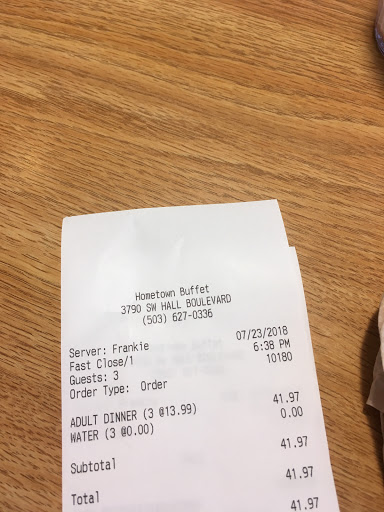 Hometown Buffet
3790 SW HALL BOULEVARD
(503) 627-0336
Server: Frankie 07/23/2018
Fast Close/1 6:38 PM
Guests: 3 10180
Order Type: Order
ADULT DINNER (3 @13.99) 41.97
WATER (3 @0.00) 0.00
Subtotal 41.97
Total 41.97
41.97